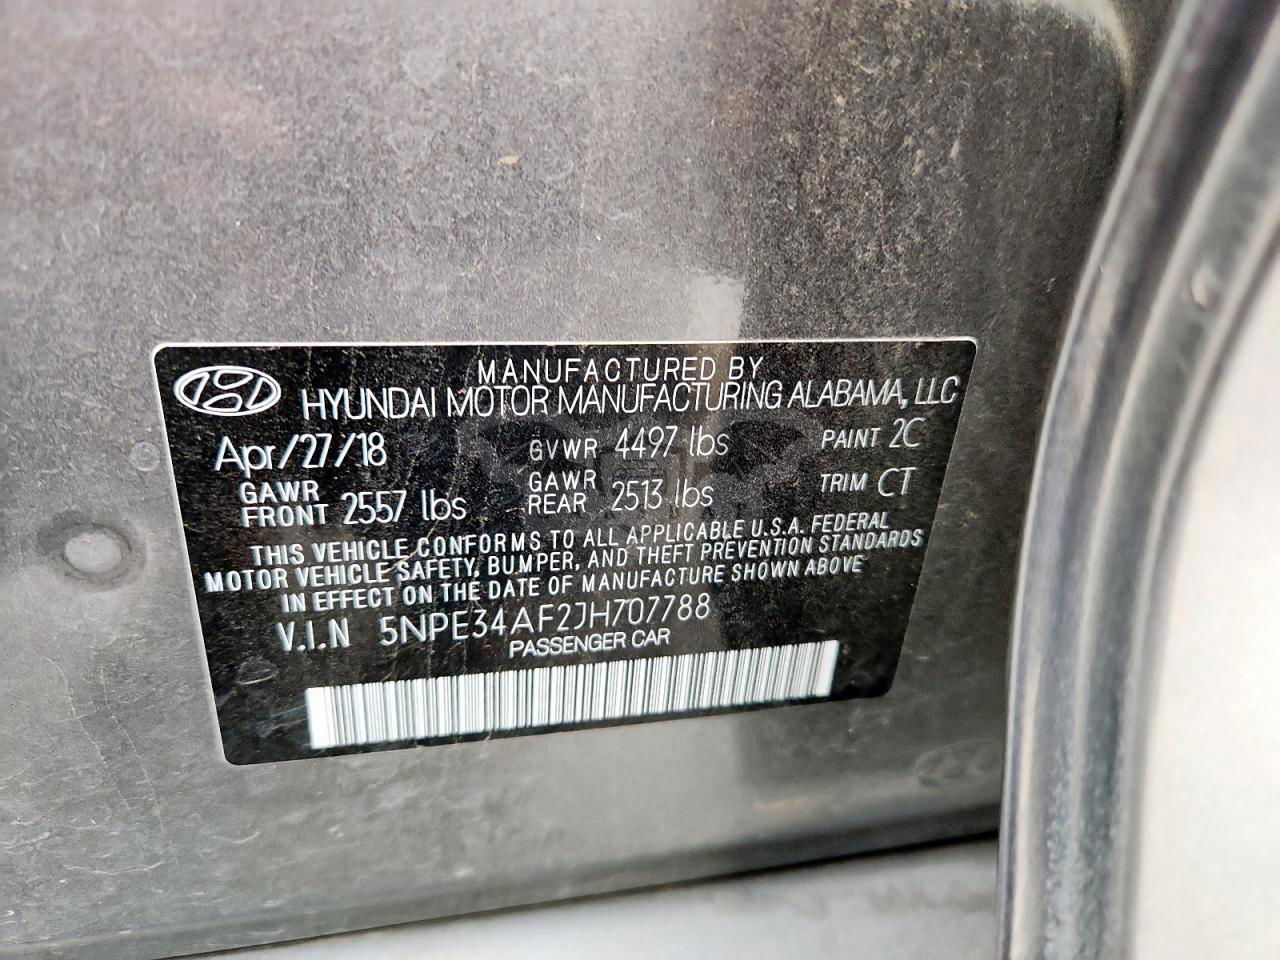 MANUFACTURED BY
HYUNDAI MOTOR MANUFACTURING ALABAMA, LLC
Apr/27/18 GVWR 4497 lbs PAINT 2C
GAWR FRONT 2557 lbs GAWR REAR 2513 lbs TRIM CT
THIS VEHICLE CONFORMS TO ALL APPLICABLE U.S.A. FEDERAL
MOTOR VEHICLE SAFETY, BUMPER, AND THEFT PREVENTION STANDARDS
IN EFFECT ON THE DATE OF MANUFACTURE SHOWN ABOVE
V.I.N 5NPE34AF2JH707788
PASSENGER CAR